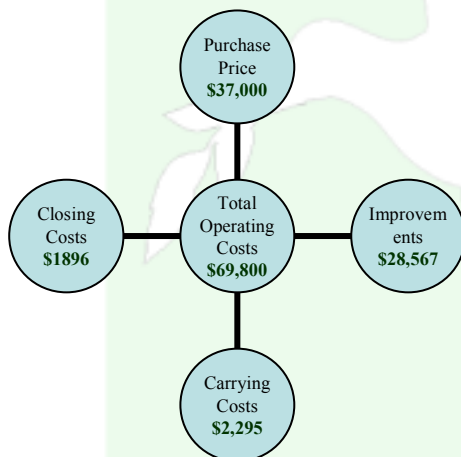 Purchase
Price
$37,000
Closing
Costs
$1896
Total
Operating
Costs
$69,800
Improvem
ents
$28,567
Carrying
Costs
$2,295